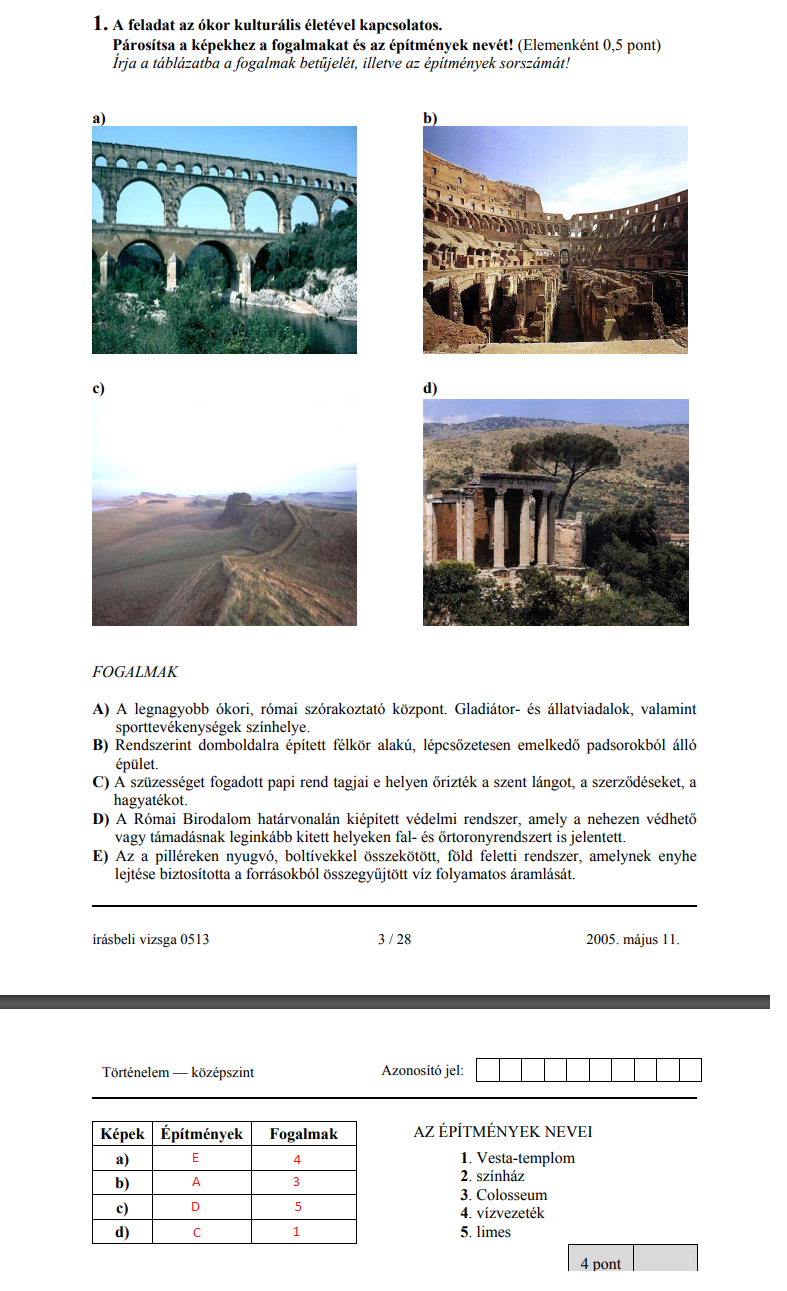 1. A feladat az ókor kulturális életével kapcsolatos.
Párosítsa a képekhez a fogalmakat és az építmények nevét! (Elemenként 0,5 pont)
Írja a táblázatba a fogalmak betűjelét, illetve az építmények sorszámát!
a) b)
c) d)
FOGALMAK
A) A legnagyobb ókori, római szórakoztató központ. Gladiátor- és állatviadalok, valamint
sporttevékenységek színhelye.
B) Rendszerint domboldalra épített félkör alakú, lépcsőzetesen emelkedő padsorokból álló
épület.
C) A szüzességet fogadott papi rend tagjai e helyen őrizték a szent lángot, a szerződéseket, a
hagyatékot.
D) A Római Birodalom határvonalán kiépített védelmi rendszer, amely a nehezen védhető
vagy támadásnak leginkább kitett helyeken fal- és őrtoronyrendszert is jelentett.
E) Az a pilléreken nyugvó, boltívekkel összekötött, föld feletti rendszer, amelynek enyhe
lejtése biztosította a forrásokból összegyűjtött víz folyamatos áramlását.
írásbeli vizsga 0513 3 / 28 2005. május 11.
Történelem — középszint Azonosító jel:
Képek Építmények Fogalmak
a) E 4
b) A 3
c) D 5
d) C 1
AZ ÉPÍTMÉNYEK NEVEI
1. Vesta-templom
2. színház
3. Colosseum
4. vízvezeték
5. limes
4 pont